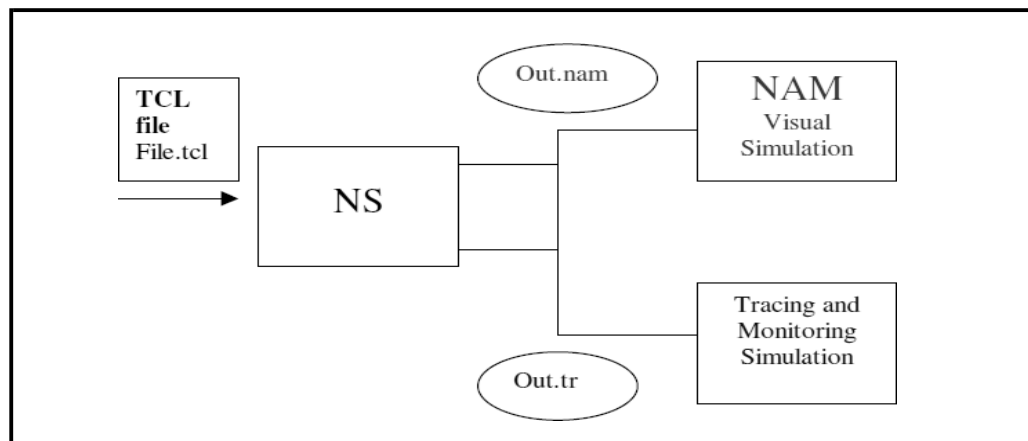 TCL
file
File.tcl
NS
Out.nam
NAM
Visual
Simulation
Out.tr
Tracing and
Monitoring
Simulation